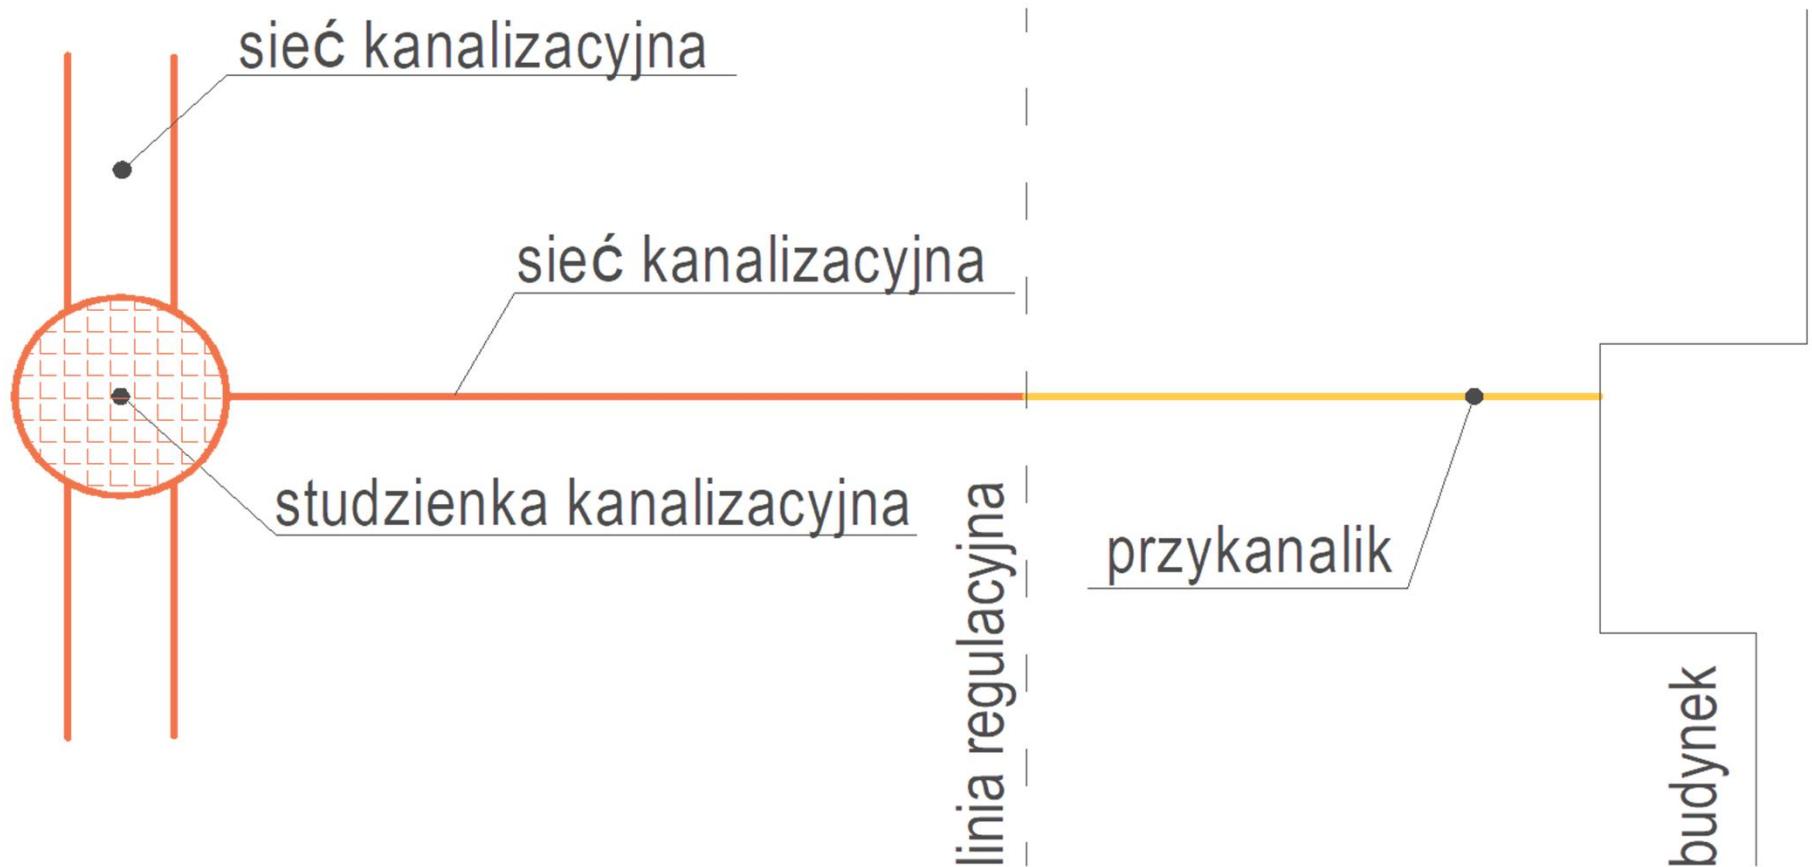 sieć kanalizacyjna
sieć kanalizacyjna
studzienka kanalizacyjna
linia regulacyjna
przykanalik
budynek